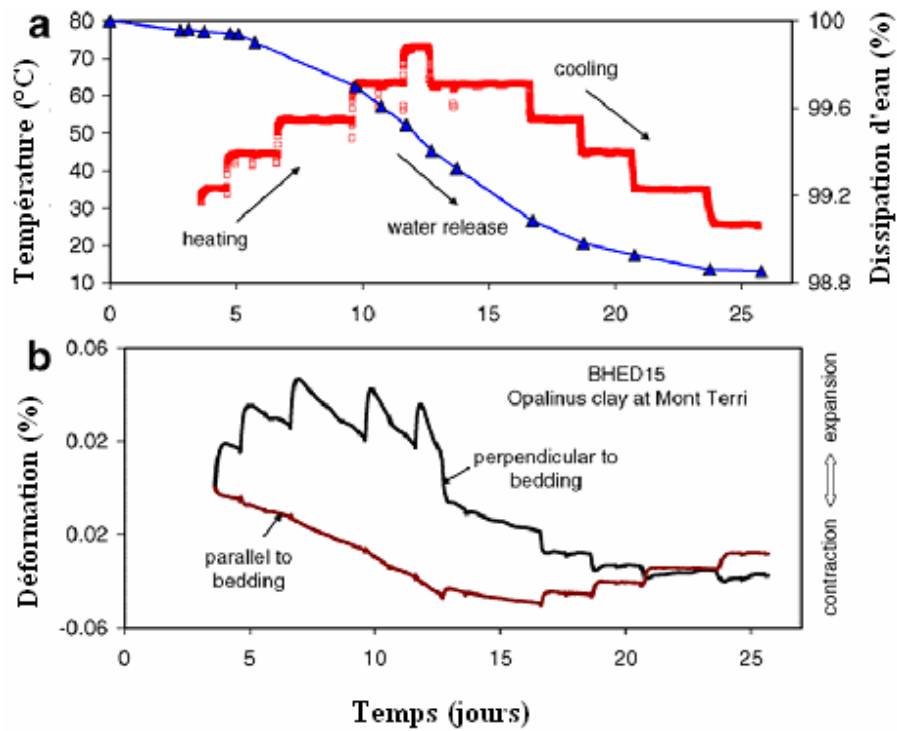 a
80
70
60
50
40
30
20
10
Température (°C)
heating
cooling
water release
100
99.6
99.2
98.8
Dissipation d'eau (%)
0 5 10 15 20 25
b
0.06
0.02
0.02
-0.06
Déformation (%)
BHED15
Opalinus clay at Mont Terri
perpendicular to
bedding
parallel to
bedding
expansion
contraction
0 5 10 15 20 25
Temps (jours)